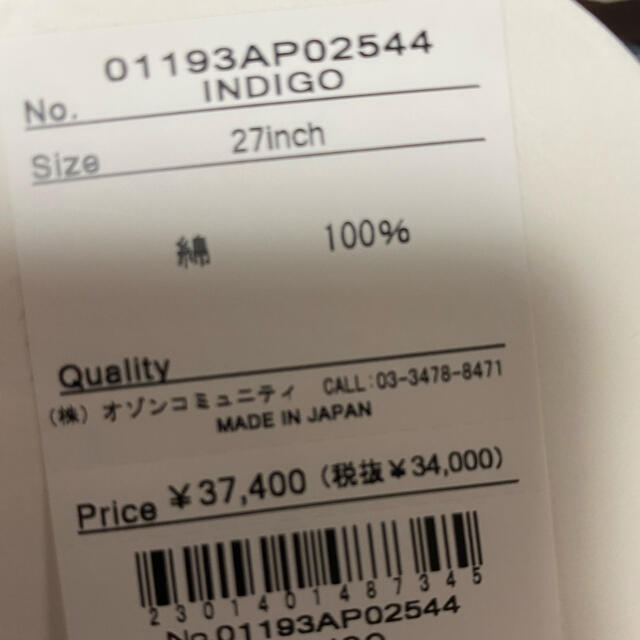 01193AP02544
No. INDIGO
Size 27inch
綿 100%
Quality
(株) オゾンコミュニティ CALL:03-3478-8471
MADE IN JAPAN
Price ¥37,400 (税抜¥34,000)
2301401487345
No.01193AP02544
INDIGO